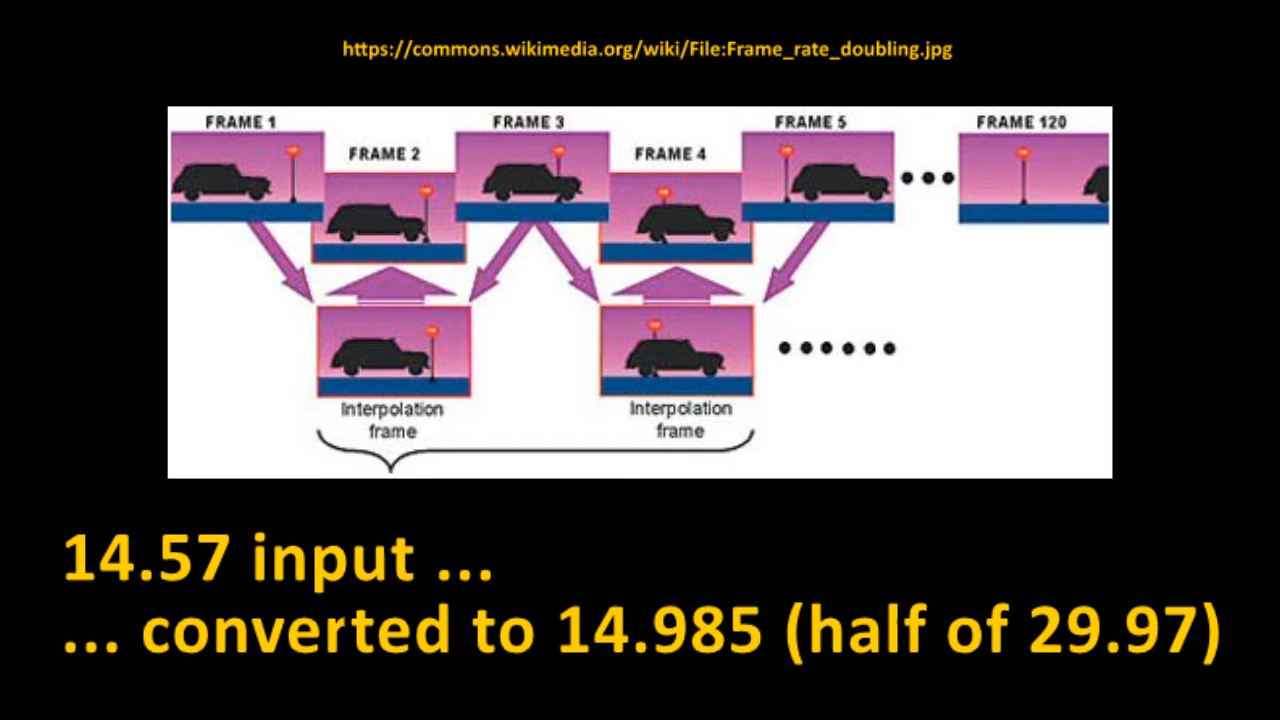 https://commons.wikimedia.org/wiki/File:Frame_rate_doubling.jpg
FRAME 1
FRAME 2
FRAME 3
FRAME 4
FRAME 5
FRAME 120
Interpolation
frame
Interpolation
frame
14.57 input ...
... converted to 14.985 (half of 29.97)